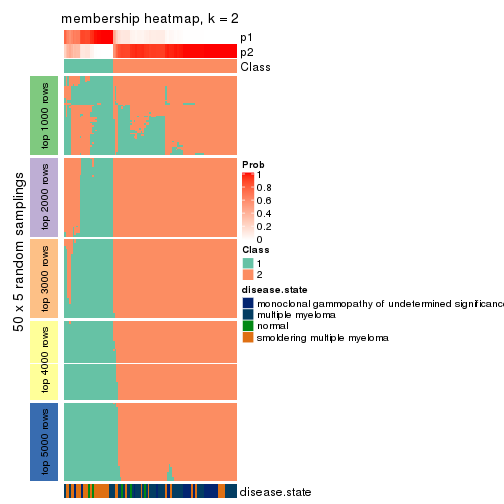 membership heatmap, k = 2
p1
p2
Class
50 x 5 random samplings
top 1000 rows
top 2000 rows
top 3000 rows
top 4000 rows
top 5000 rows
Prob
1
0.8
0.6
0.4
0.2
0
Class
1
2
disease.state
monoclonal gammopathy of undetermined significance
multiple myeloma
normal
smoldering multiple myeloma
disease.state